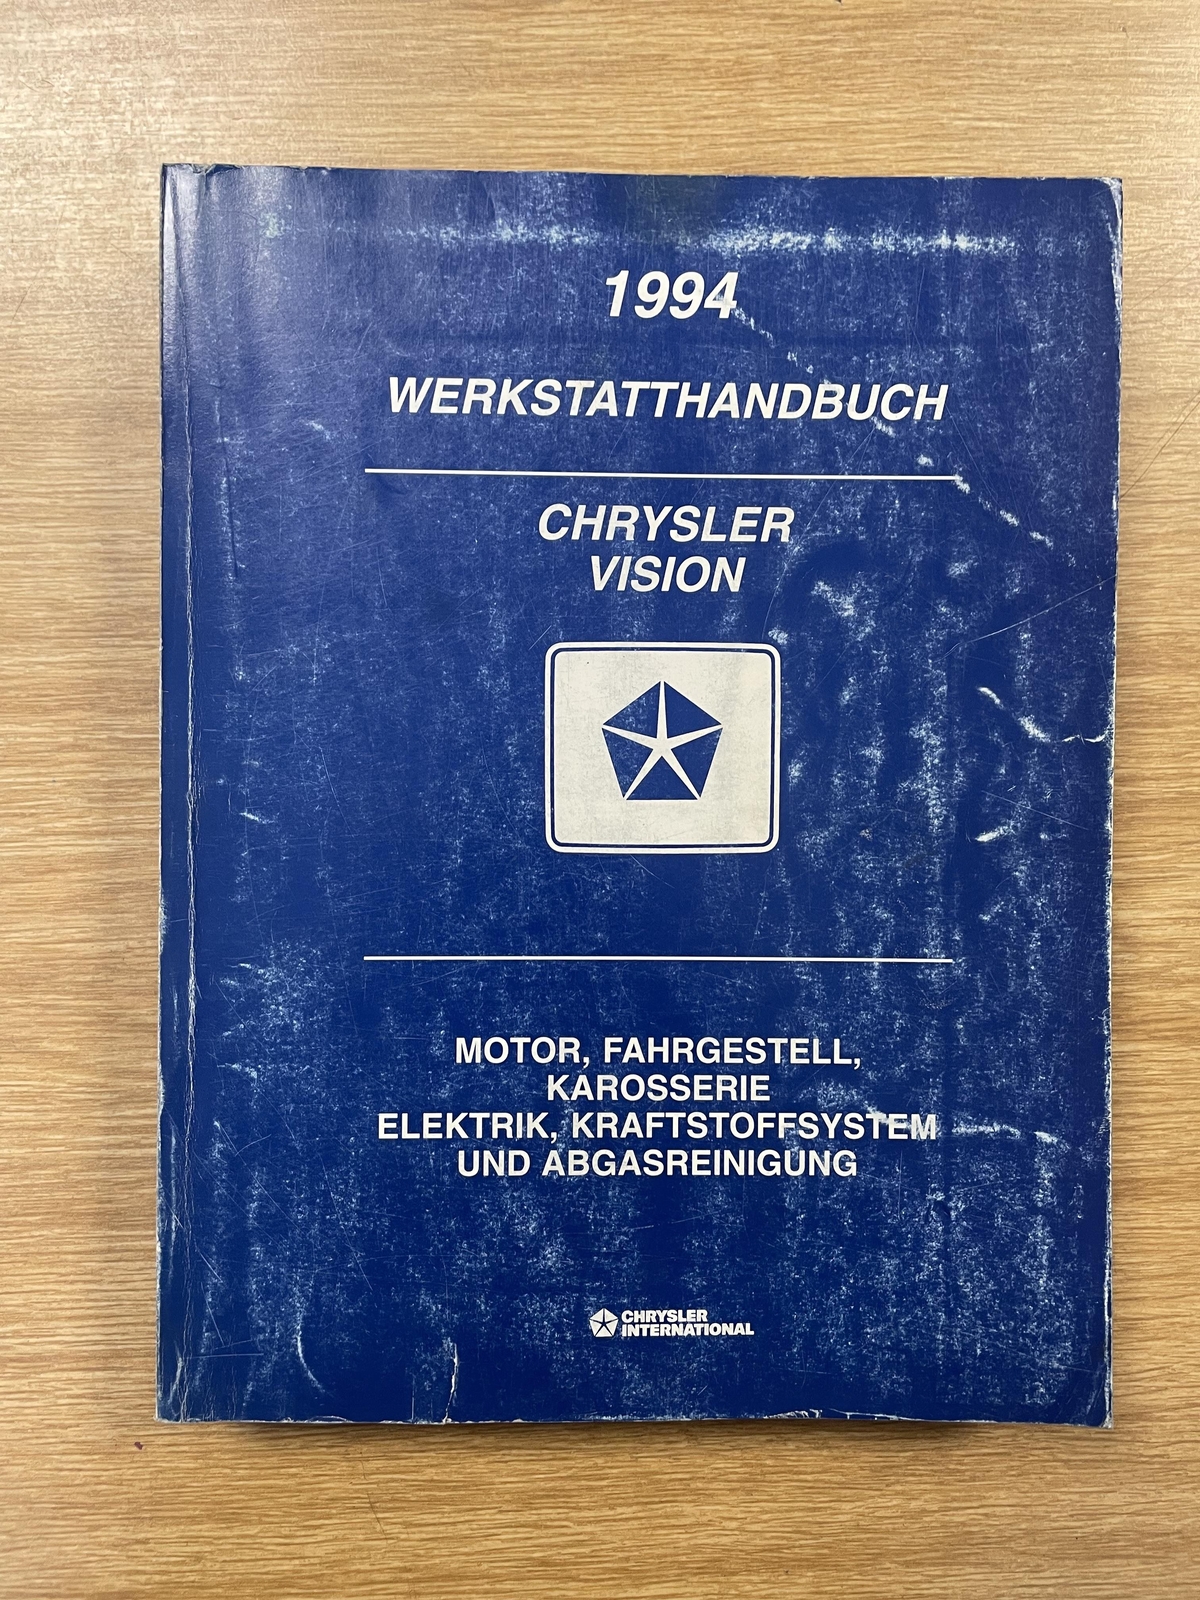 1994
WERKSTATTHANDBUCH
CHRYSLER
VISION
MOTOR, FAHRGESTELL,
KAROSSERIE
ELEKTRIK, KRAFTSTOFFSYSTEM
UND ABGASREINIGUNG
CHRYSLER
INTERNATIONAL